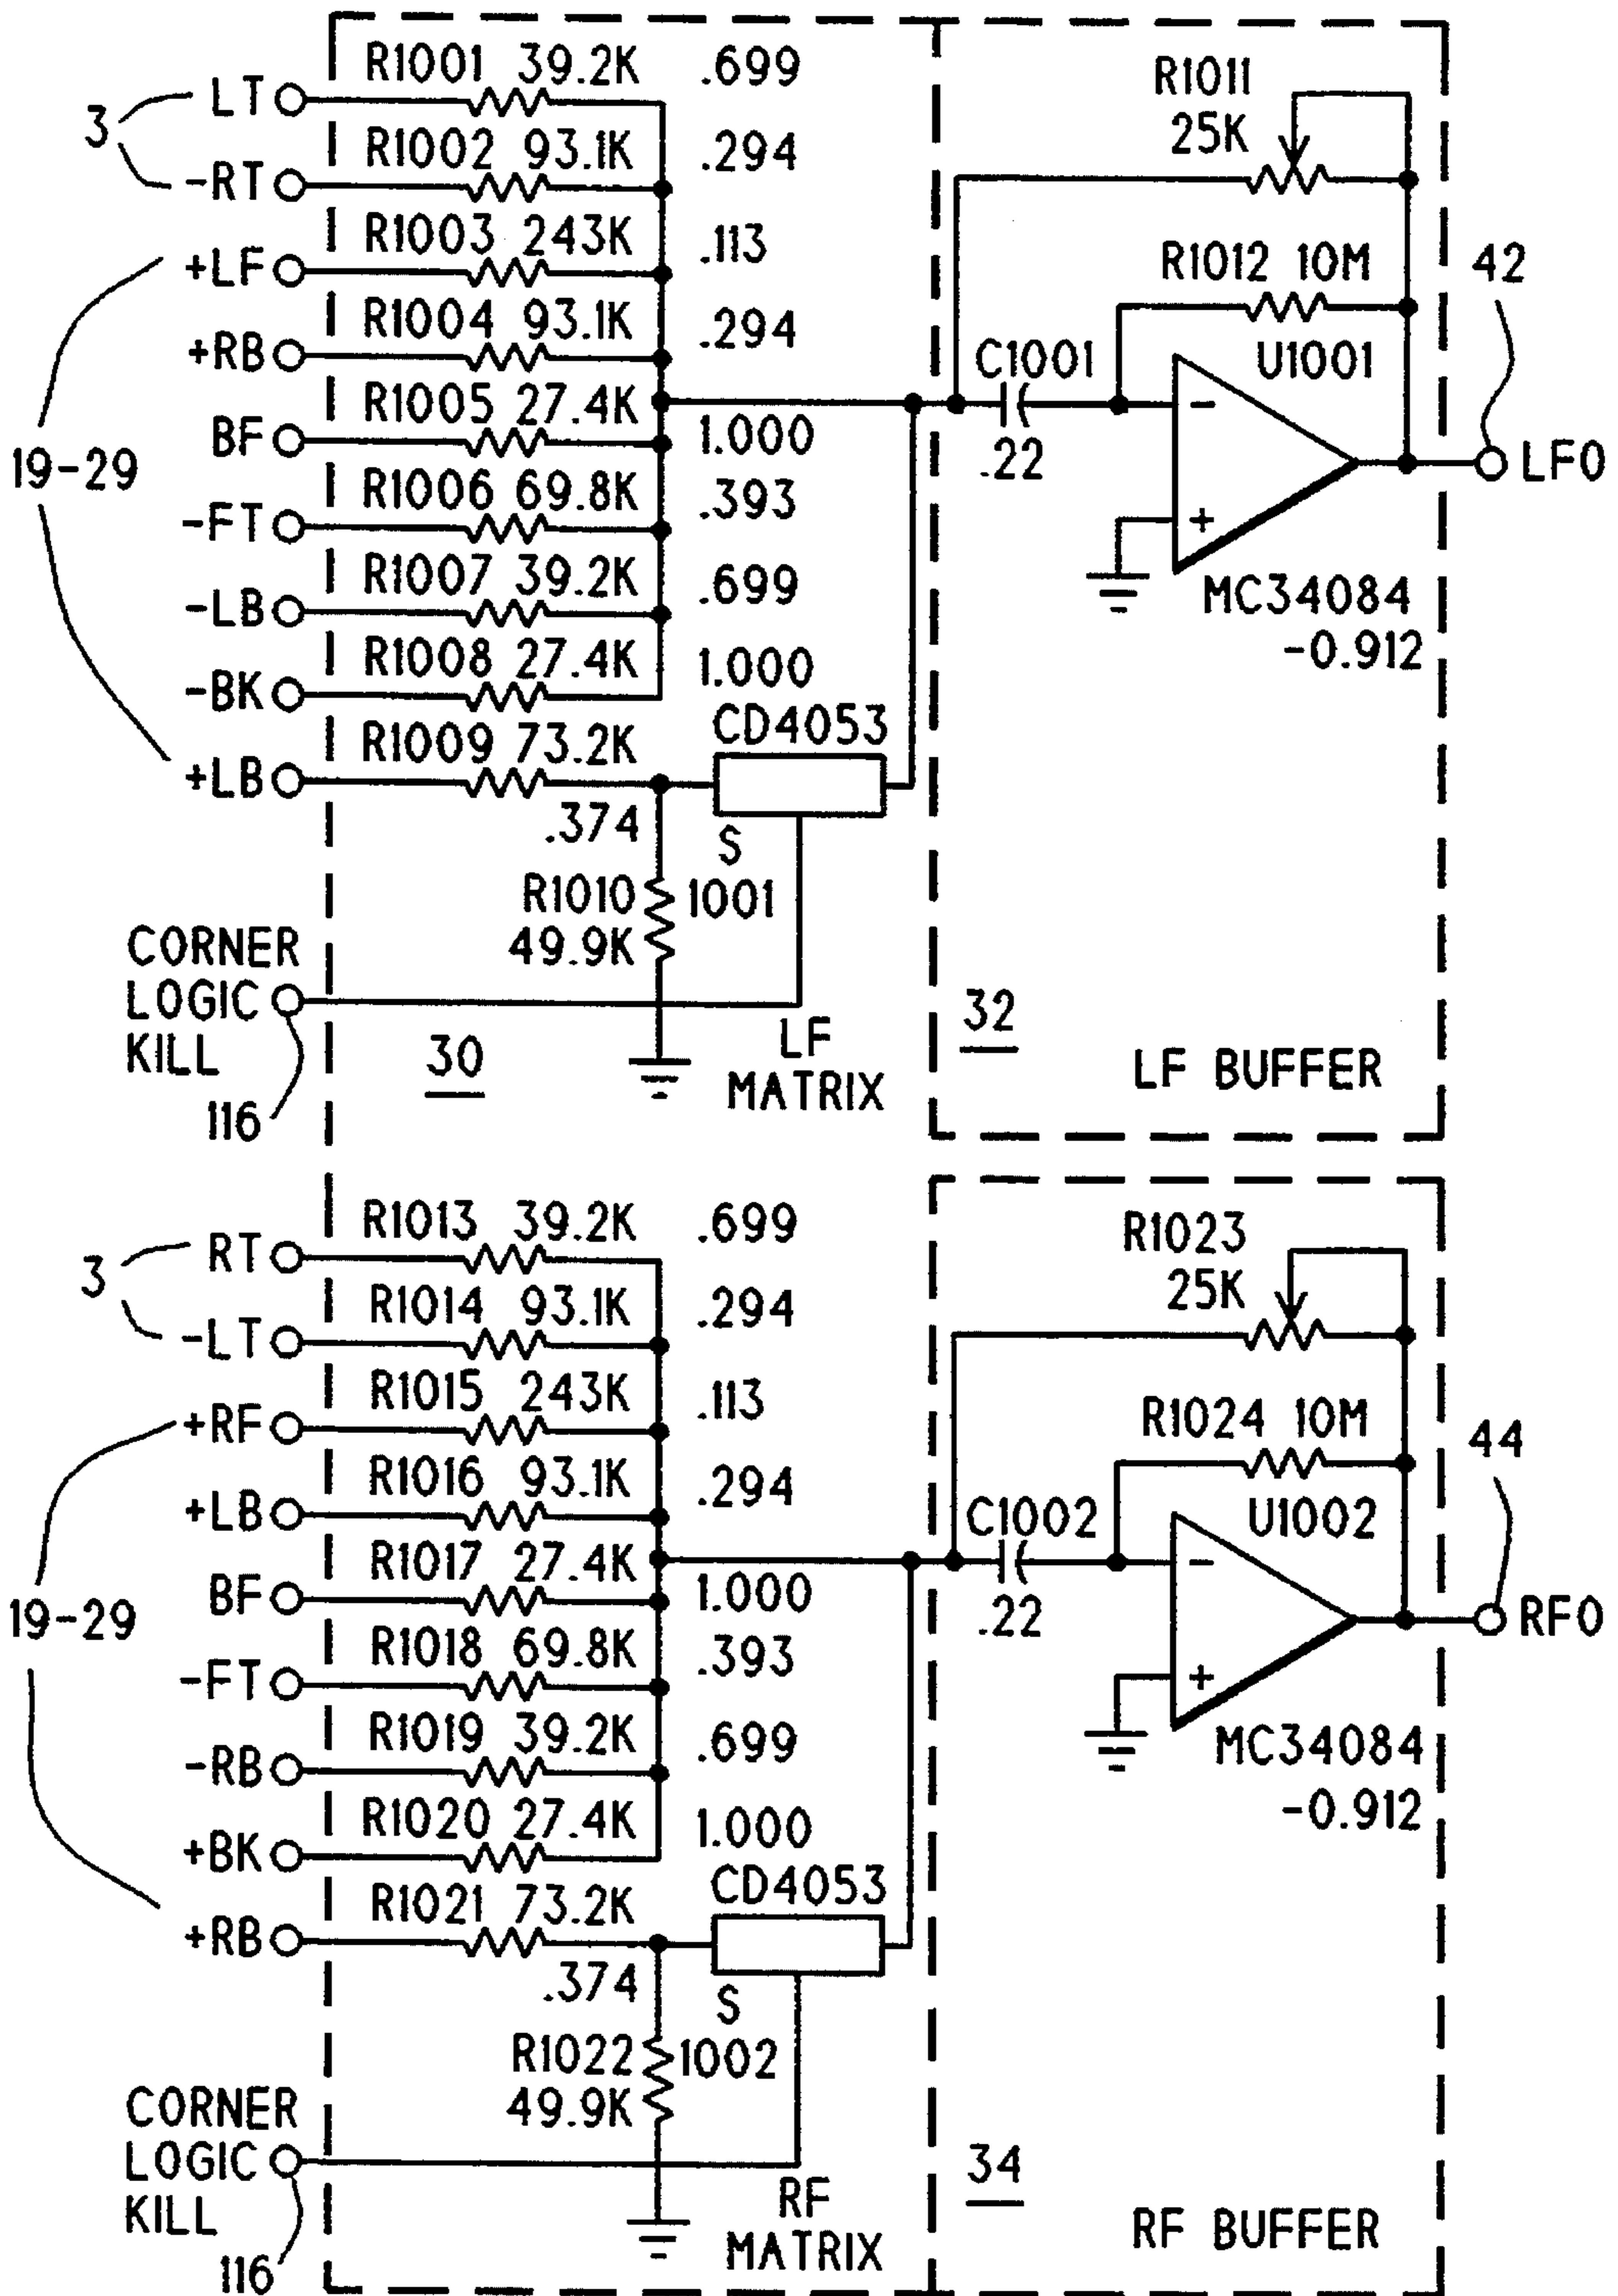 R1001 39.2K .699
LT
3
R1002 93.1K .294
-RT
R1003 243K .113
+LF
R1004 93.1K .294
+RB
R1005 27.4K 1.000
BF
19-29
R1006 69.8K .393
-FT
R1007 39.2K .699
-LB
R1008 27.4K 1.000
-BK
CD4053
R1009 73.2K
+LB
.374
S
1001
R1010
49.9K
CORNER
LOGIC
KILL
116
30
LF
MATRIX
R1011
25K
R1012 10M
42
C1001
.22
U1001
-
+
LFO
MC34084
-0.912
32
LF BUFFER
R1013 39.2K .699
RT
3
R1014 93.1K .294
-LT
R1015 243K .113
+RF
R1016 93.1K .294
+LB
R1017 27.4K 1.000
BF
19-29
R1018 69.8K .393
-FT
R1019 39.2K .699
-RB
R1020 27.4K 1.000
+BK
CD4053
R1021 73.2K
+RB
.374
S
1002
R1022
49.9K
CORNER
LOGIC
KILL
116
RF
MATRIX
R1023
25K
R1024 10M
44
C1002
.22
U1002
-
+
RFO
MC34084
-0.912
34
RF BUFFER